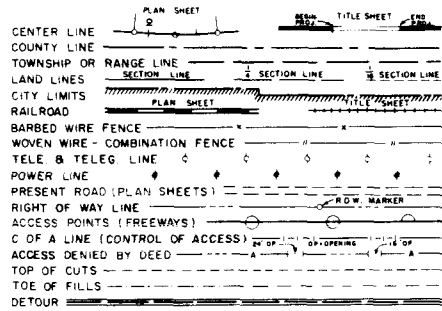 PLAN SHEET BEGIN PROJ. TITLE SHEET END PROJ.
CENTER LINE
COUNTY LINE
TOWNSHIP OR RANGE LINE
LAND LINES SECTION LINE 1/4 SECTION LINE 1/16 SECTION LINE
CITY LIMITS
RAILROAD PLAN SHEET TITLE SHEET
BARBED WIRE FENCE x x
WOVEN WIRE - COMBINATION FENCE
TELE. & TELEG. LINE
POWER LINE
PRESENT ROAD (PLAN SHEETS)
RIGHT OF WAY LINE R.O.W. MARKER
ACCESS POINTS (FREEWAYS)
C OF A LINE (CONTROL OF ACCESS)
24 OP OP=OPENING 16 OP
ACCESS DENIED BY DEED A A
TOP OF CUTS
TOE OF FILLS
DETOUR